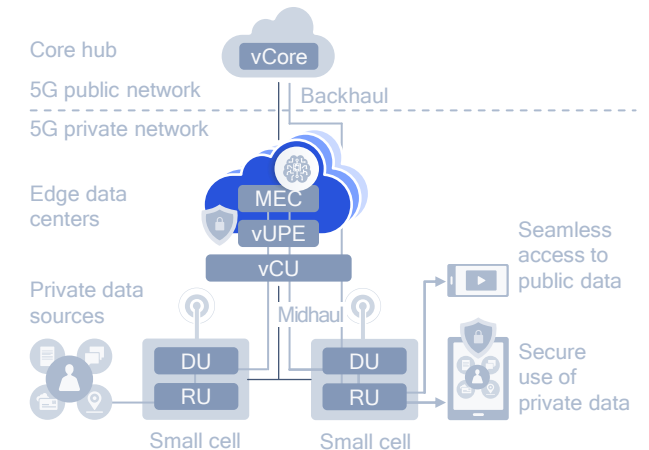 Core hub
vCore
5G public network
Backhaul
5G private network
Edge data
centers
MEC
vUPE
vCU
Seamless
access to
public data
Private data
sources
Midhaul
DU
RU
DU
RU
Secure
use of
private data
Small cell
Small cell